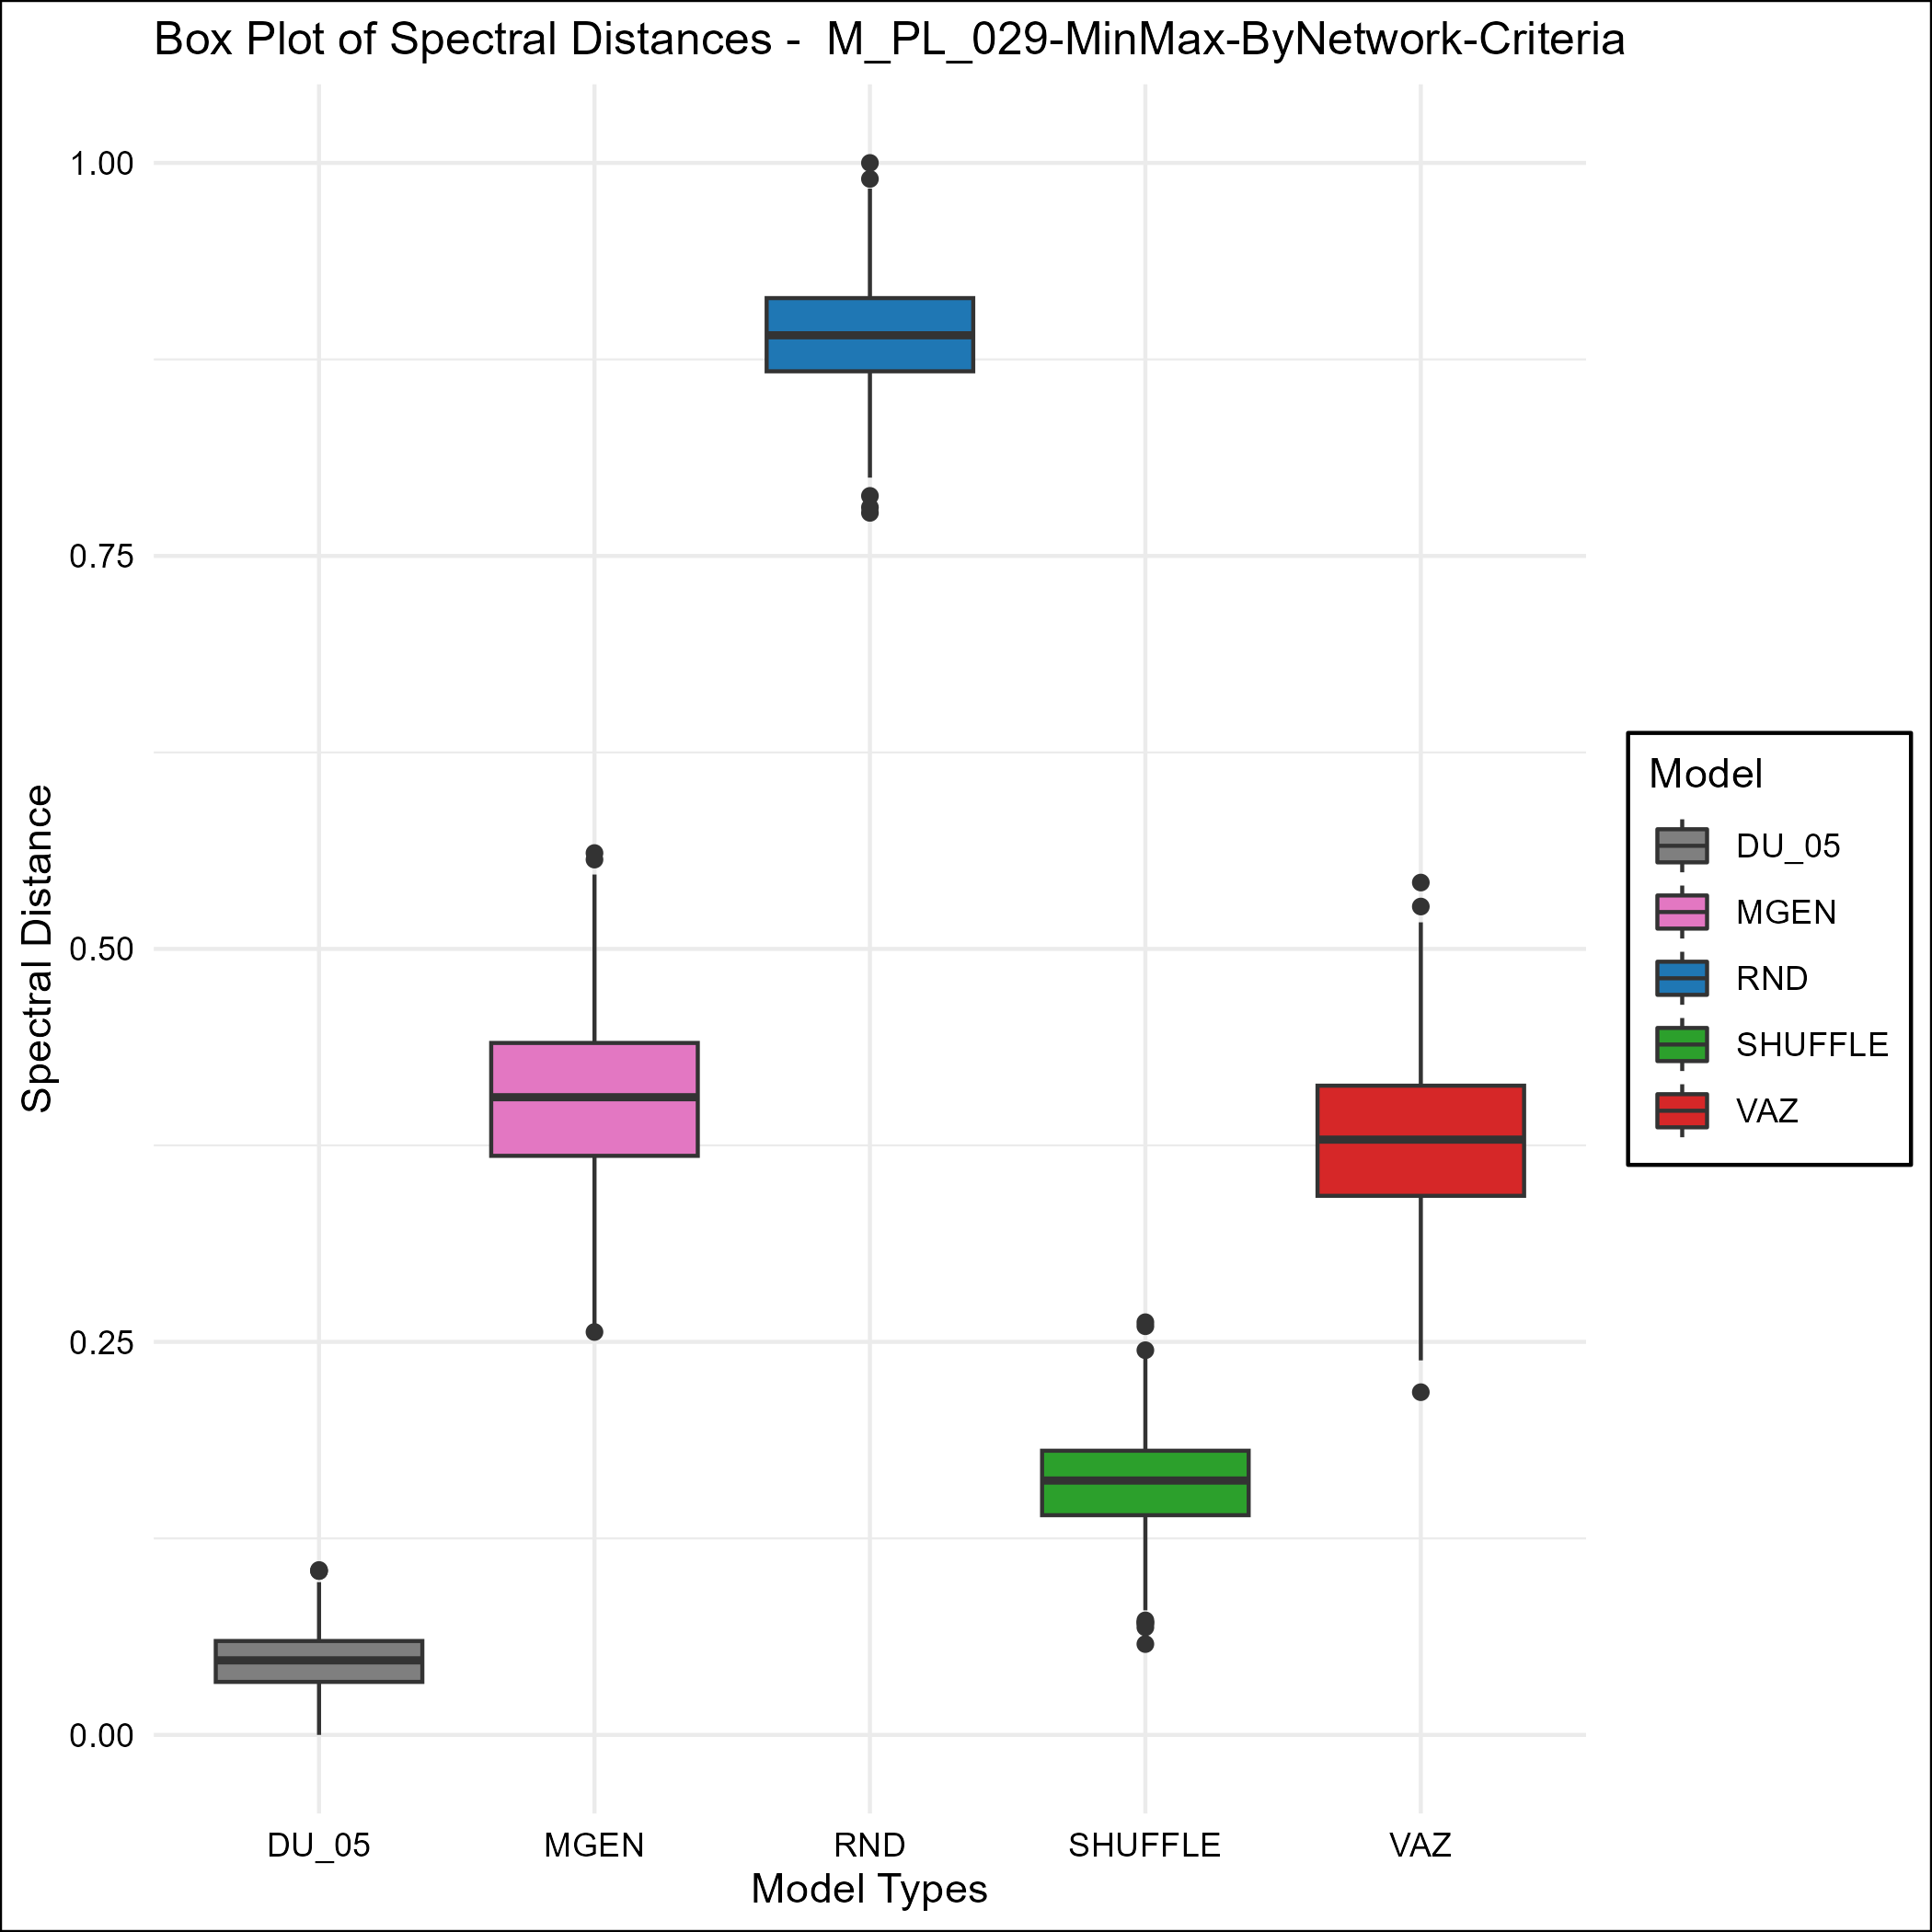 Box Plot of Spectral Distances -  M_PL_029-MinMax-ByNetwork-Criteria
1.00
0.75
0.50
0.25
0.00
Spectral Distance
DU_05
MGEN
RND
SHUFFLE
VAZ
Model Types
Model
DU_05
MGEN
RND
SHUFFLE
VAZ